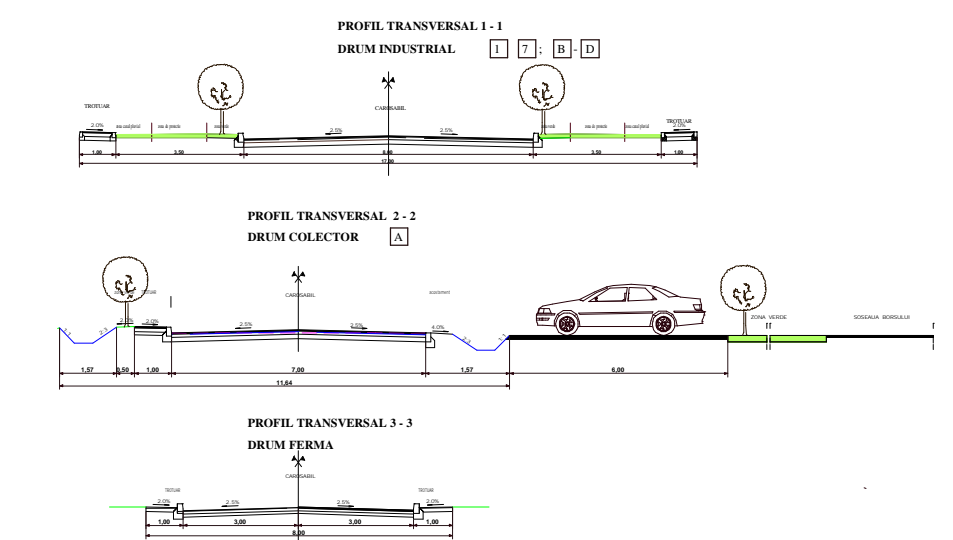 PROFIL TRANSVERSAL 1 - 1
DRUM INDUSTRIAL 1 7 ; B - D
TROTUAR
CAROSABIL
TROTUAR
2.0% 2.5% 2.5% 2.0%
1,00 3,50 3,50 1,00
17,00
PROFIL TRANSVERSAL 2 - 2
DRUM COLECTOR A
TROTUAR
CAROSABIL
acostament
ZONA VERDE
SOSEAUA BORSULUI
2.0% 2.0% 2.5% 2.5% 4.0%
1,57 0,50 1,00 7,00 1,57 6,00
11,64
PROFIL TRANSVERSAL 3 - 3
DRUM FERMA
CAROSABIL
TROTUAR TROTUAR
2.0% 2.5% 2.5% 2.0%
1,00 3,00 3,00 1,00
8,00